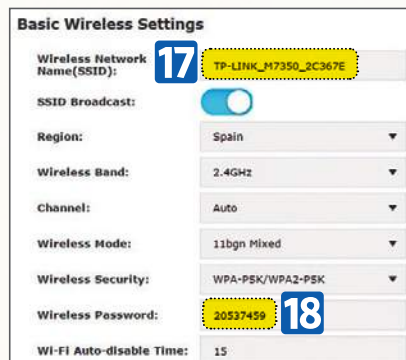 Basic Wireless Settings
Wireless Network Name(SSID): 17 TP-LINK_M7350_2C367E
SSID Broadcast:
Region: Spain
Wireless Band: 2.4GHz
Channel: Auto
Wireless Mode: 11bgn Mixed
Wireless Security: WPA-PSK/WPA2-PSK
Wireless Password: 20537459 18
Wi-Fi Auto-disable Time: 15